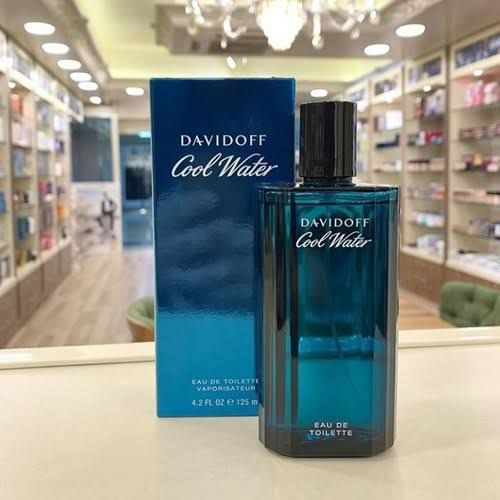 DAVIDOFF
Cool Water
EAU DE TOILETTE
VAPORISATEUR
4.2 FL OZ ℮ 125 ml
DAVIDOFF
Cool Water
EAU DE
TOILETTE